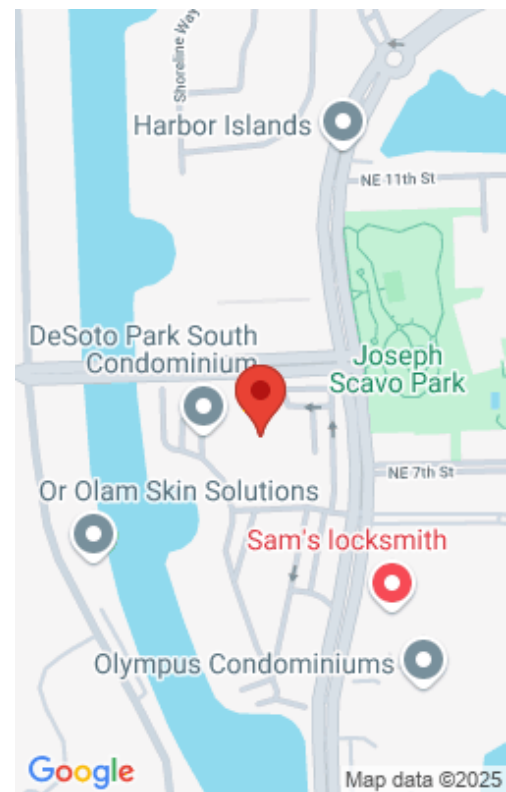 Shoreline Way
Harbor Islands
NE 11th St
DeSoto Park South
Condominium
Joseph
Scavo Park
NE 7th St
Or Olam Skin Solutions
Sam's locksmith
Olympus Condominiums
Google
Map data ©2025